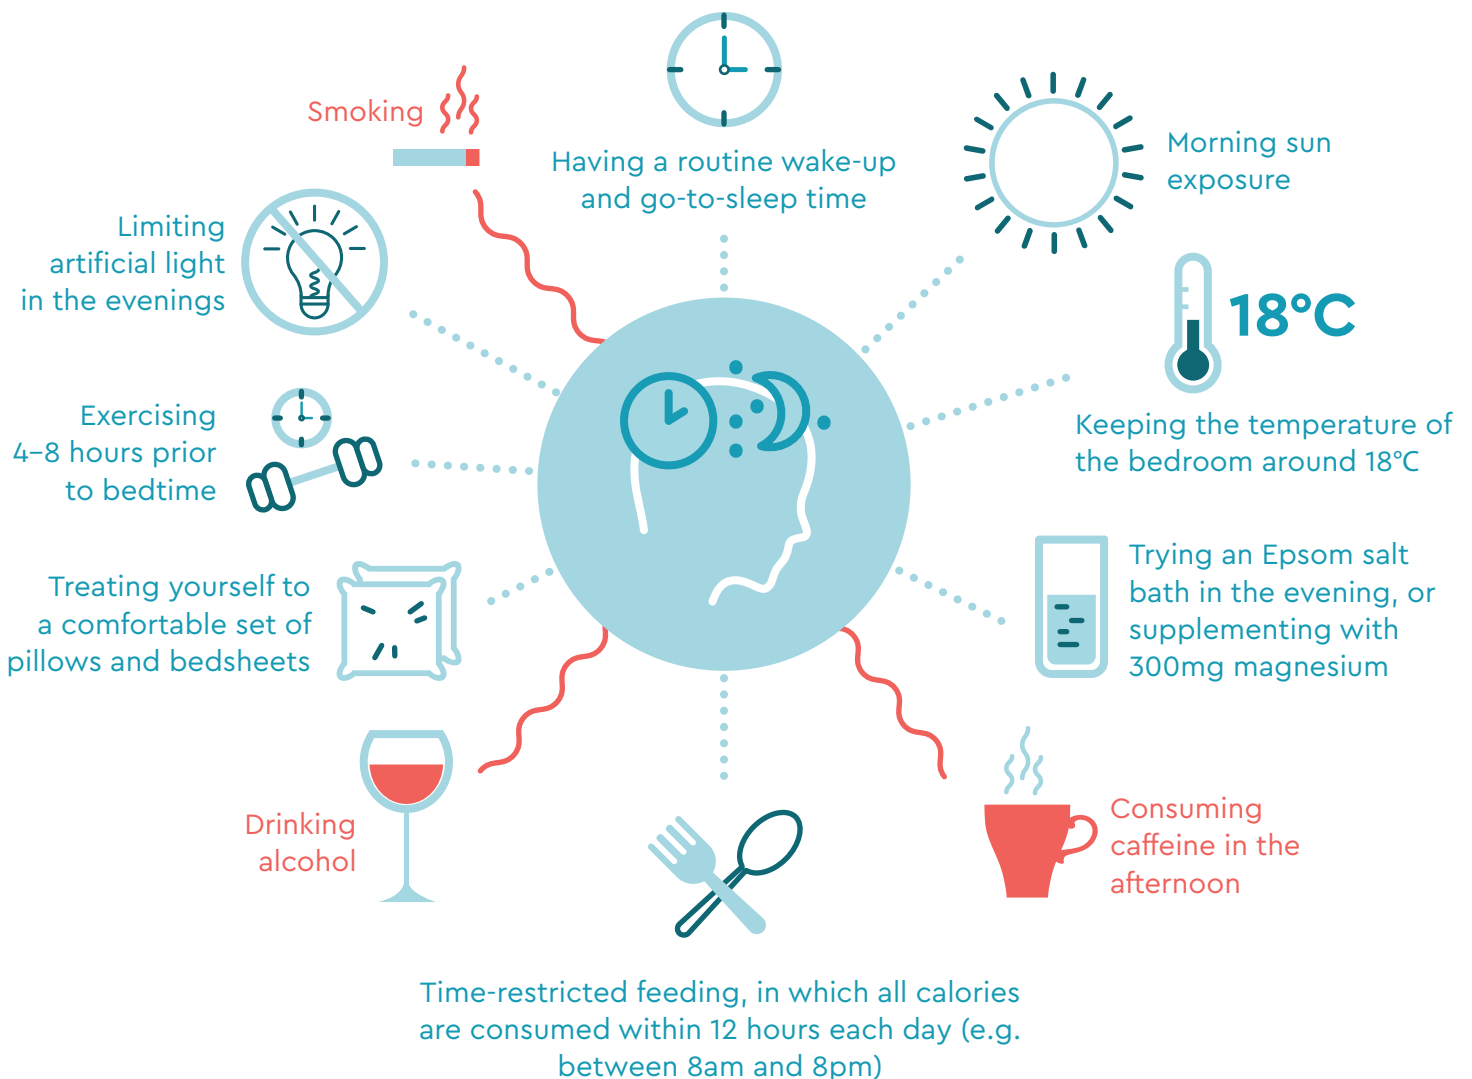 Smoking
Having a routine wake-up
and go-to-sleep time
Morning sun
exposure
Limiting
artificial light
in the evenings
18°C
Keeping the temperature of
the bedroom around 18°C
Exercising
4–8 hours prior
to bedtime
Trying an Epsom salt
bath in the evening, or
supplementing with
300mg magnesium
Treating yourself to
a comfortable set of
pillows and bedsheets
Drinking
alcohol
Consuming
caffeine in the
afternoon
Time-restricted feeding, in which all calories
are consumed within 12 hours each day (e.g.
between 8am and 8pm)